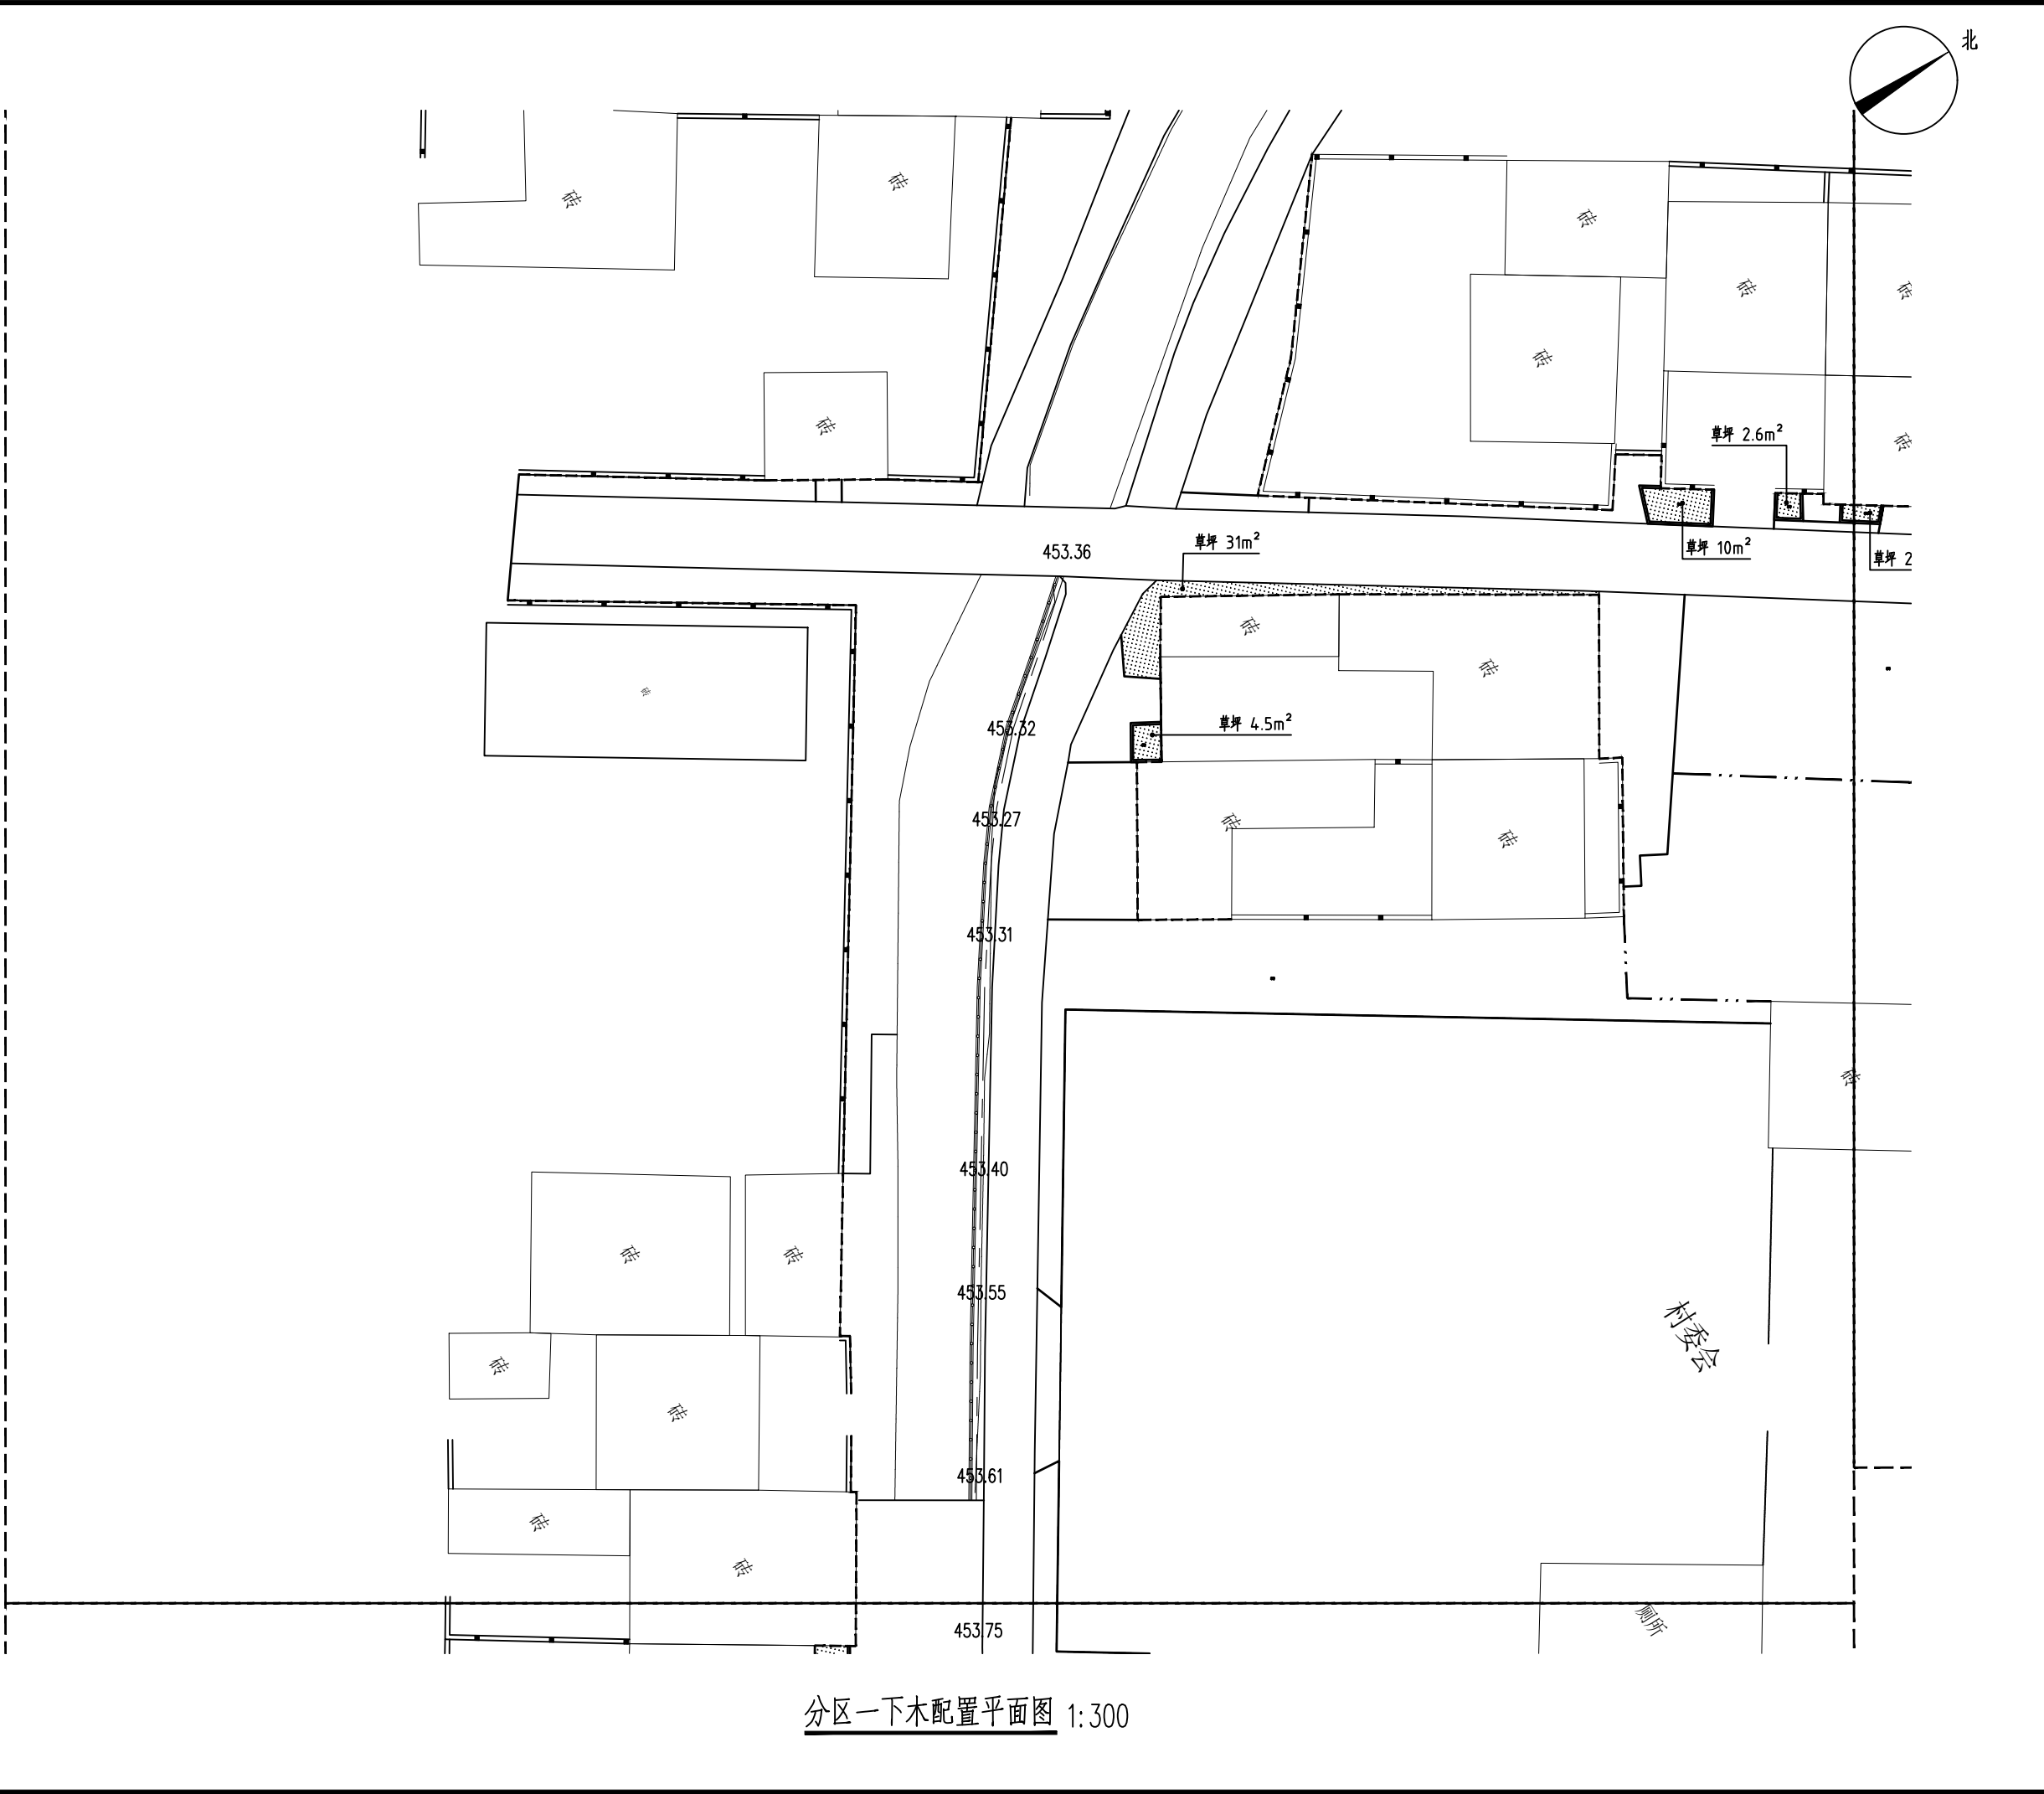 北
砖
砖
砖
砖
砖
砖
砖
草坪 2.6m²
砖
453.36
草坪 31m²
草坪 10m²
草坪 2
砖
砖
砖
453.32
草坪 4.5m²
453.27
砖
砖
453.31
砖
453.40
砖
砖
453.55
村委会
砖
砖
453.61
砖
砖
厕所
453.75
分区一下木配置平面图 1:300